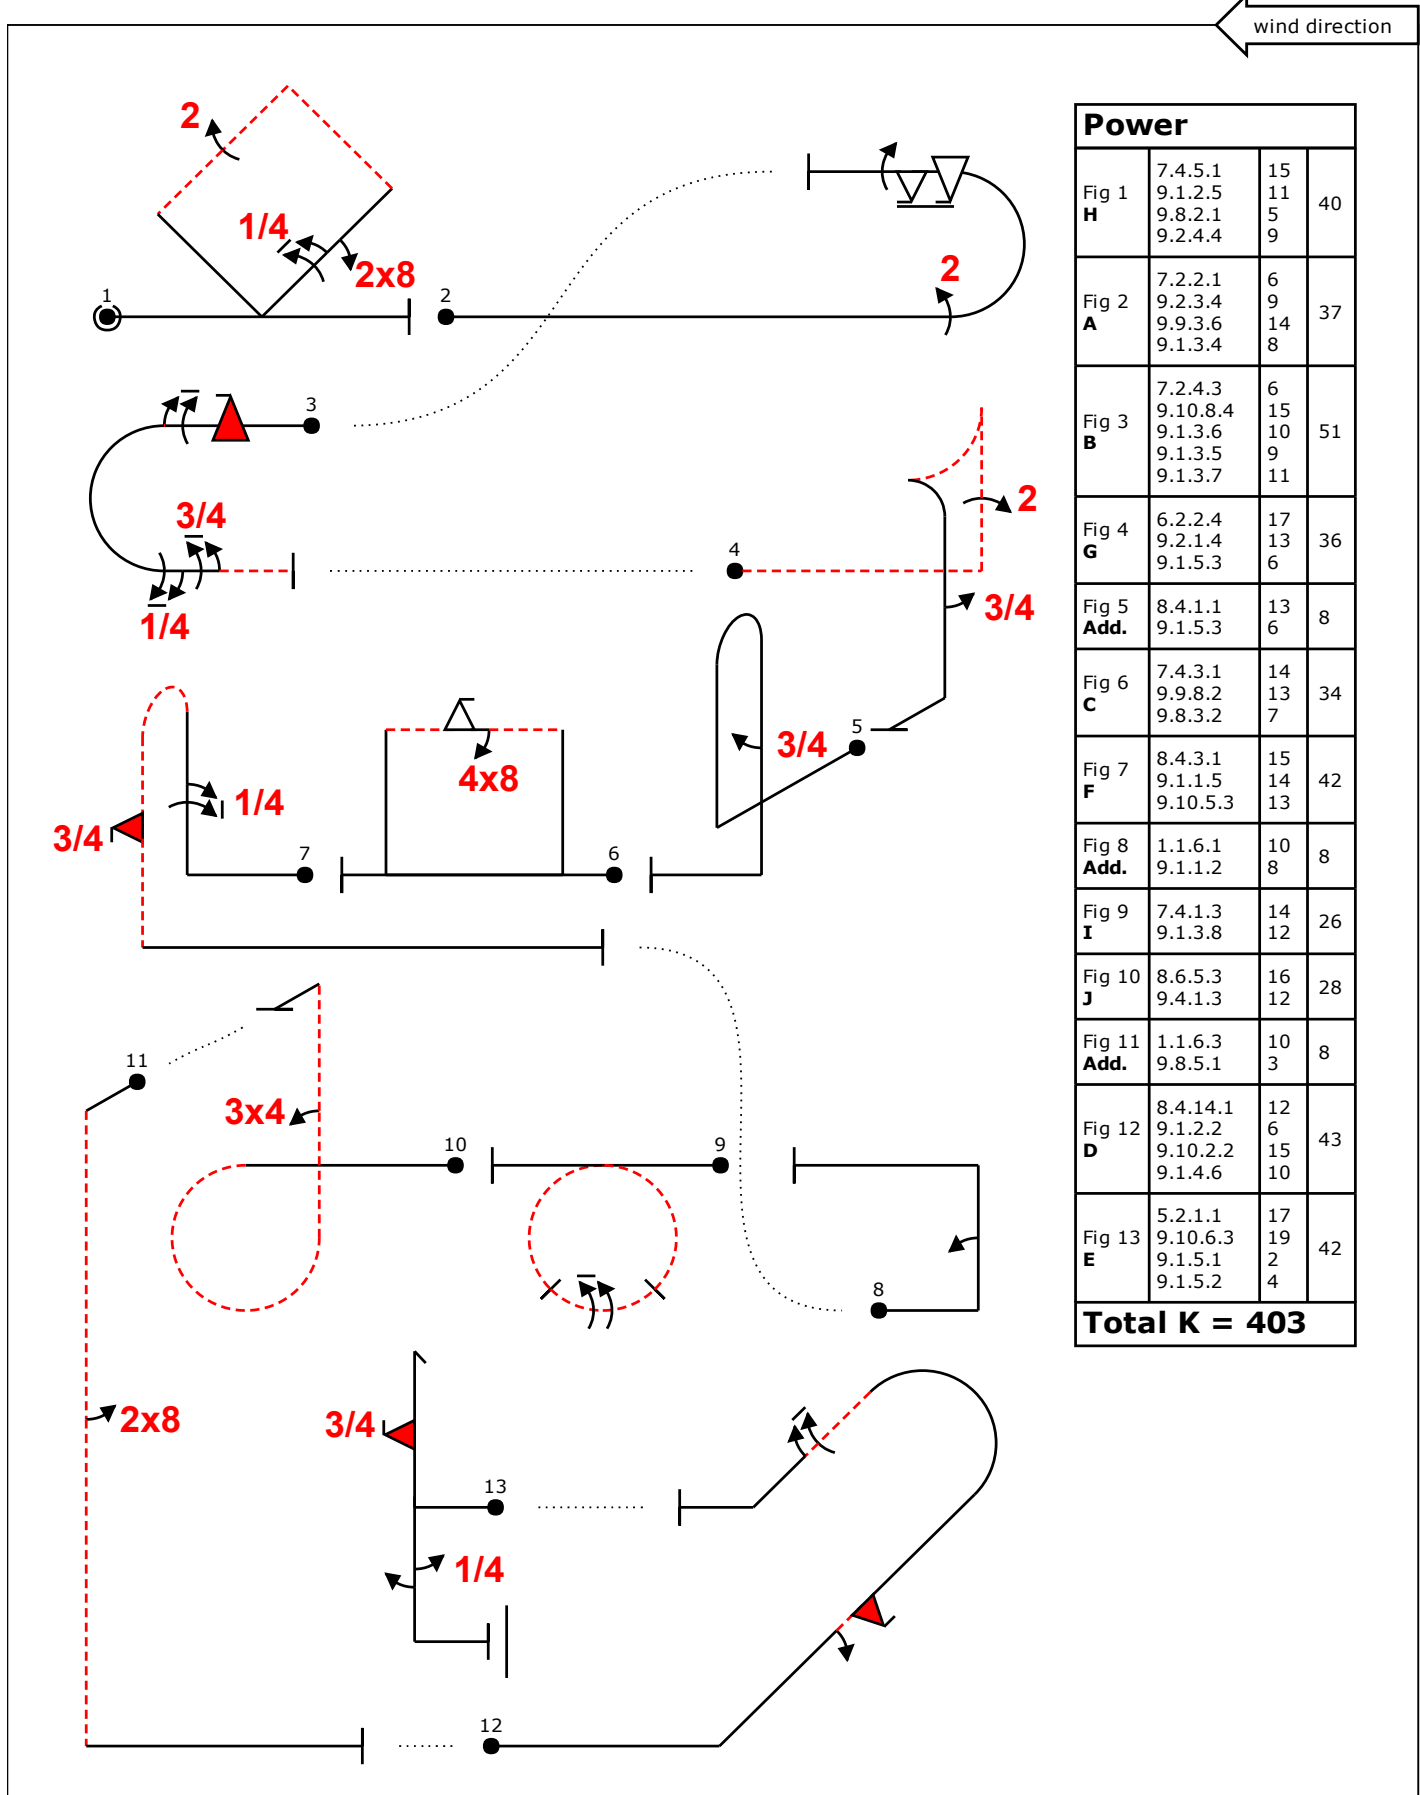 wind direction
2
1/4
2x8
1
2
2
3
3/4
1/4
4
2
3/4
5
3/4
4x8
1/4
3/4
7
6
11
3x4
10
9
8
2x8
3/4
13
1/4
12
Power
Fig 1 7.4.5.1 15 40
H 9.1.2.5 11
9.8.2.1 5
9.2.4.4 9
Fig 2 7.2.2.1 6 37
A 9.2.3.4 9
9.9.3.6 14
9.1.3.4 8
Fig 3 7.2.4.3 6 51
B 9.10.8.4 15
9.1.3.6 10
9.1.3.5 9
9.1.3.7 11
Fig 4 6.2.2.4 17 36
G 9.2.1.4 13
9.1.5.3 6
Fig 5 8.4.1.1 13 8
Add. 9.1.5.3 6
Fig 6 7.4.3.1 14 34
C 9.9.8.2 13
9.8.3.2 7
Fig 7 8.4.3.1 15 42
F 9.1.1.5 14
9.10.5.3 13
Fig 8 1.1.6.1 10 8
Add. 9.1.1.2 8
Fig 9 7.4.1.3 14 26
I 9.1.3.8 12
Fig 10 8.6.5.3 16 28
J 9.4.1.3 12
Fig 11 1.1.6.3 10 8
Add. 9.8.5.1 3
Fig 12 8.4.14.1 12 43
D 9.1.2.2 6
9.10.2.2 15
9.1.4.6 10
Fig 13 5.2.1.1 17 42
E 9.10.6.3 19
9.1.5.1 2
9.1.5.2 4
Total K = 403